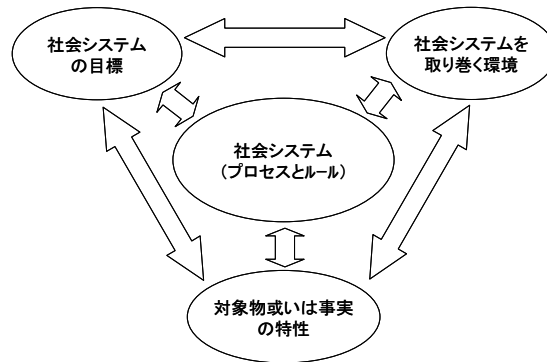 社会システム
の目標
社会システムを
取り巻く環境
社会システム
(プロセスとルール)
対象物或いは事実
の特性